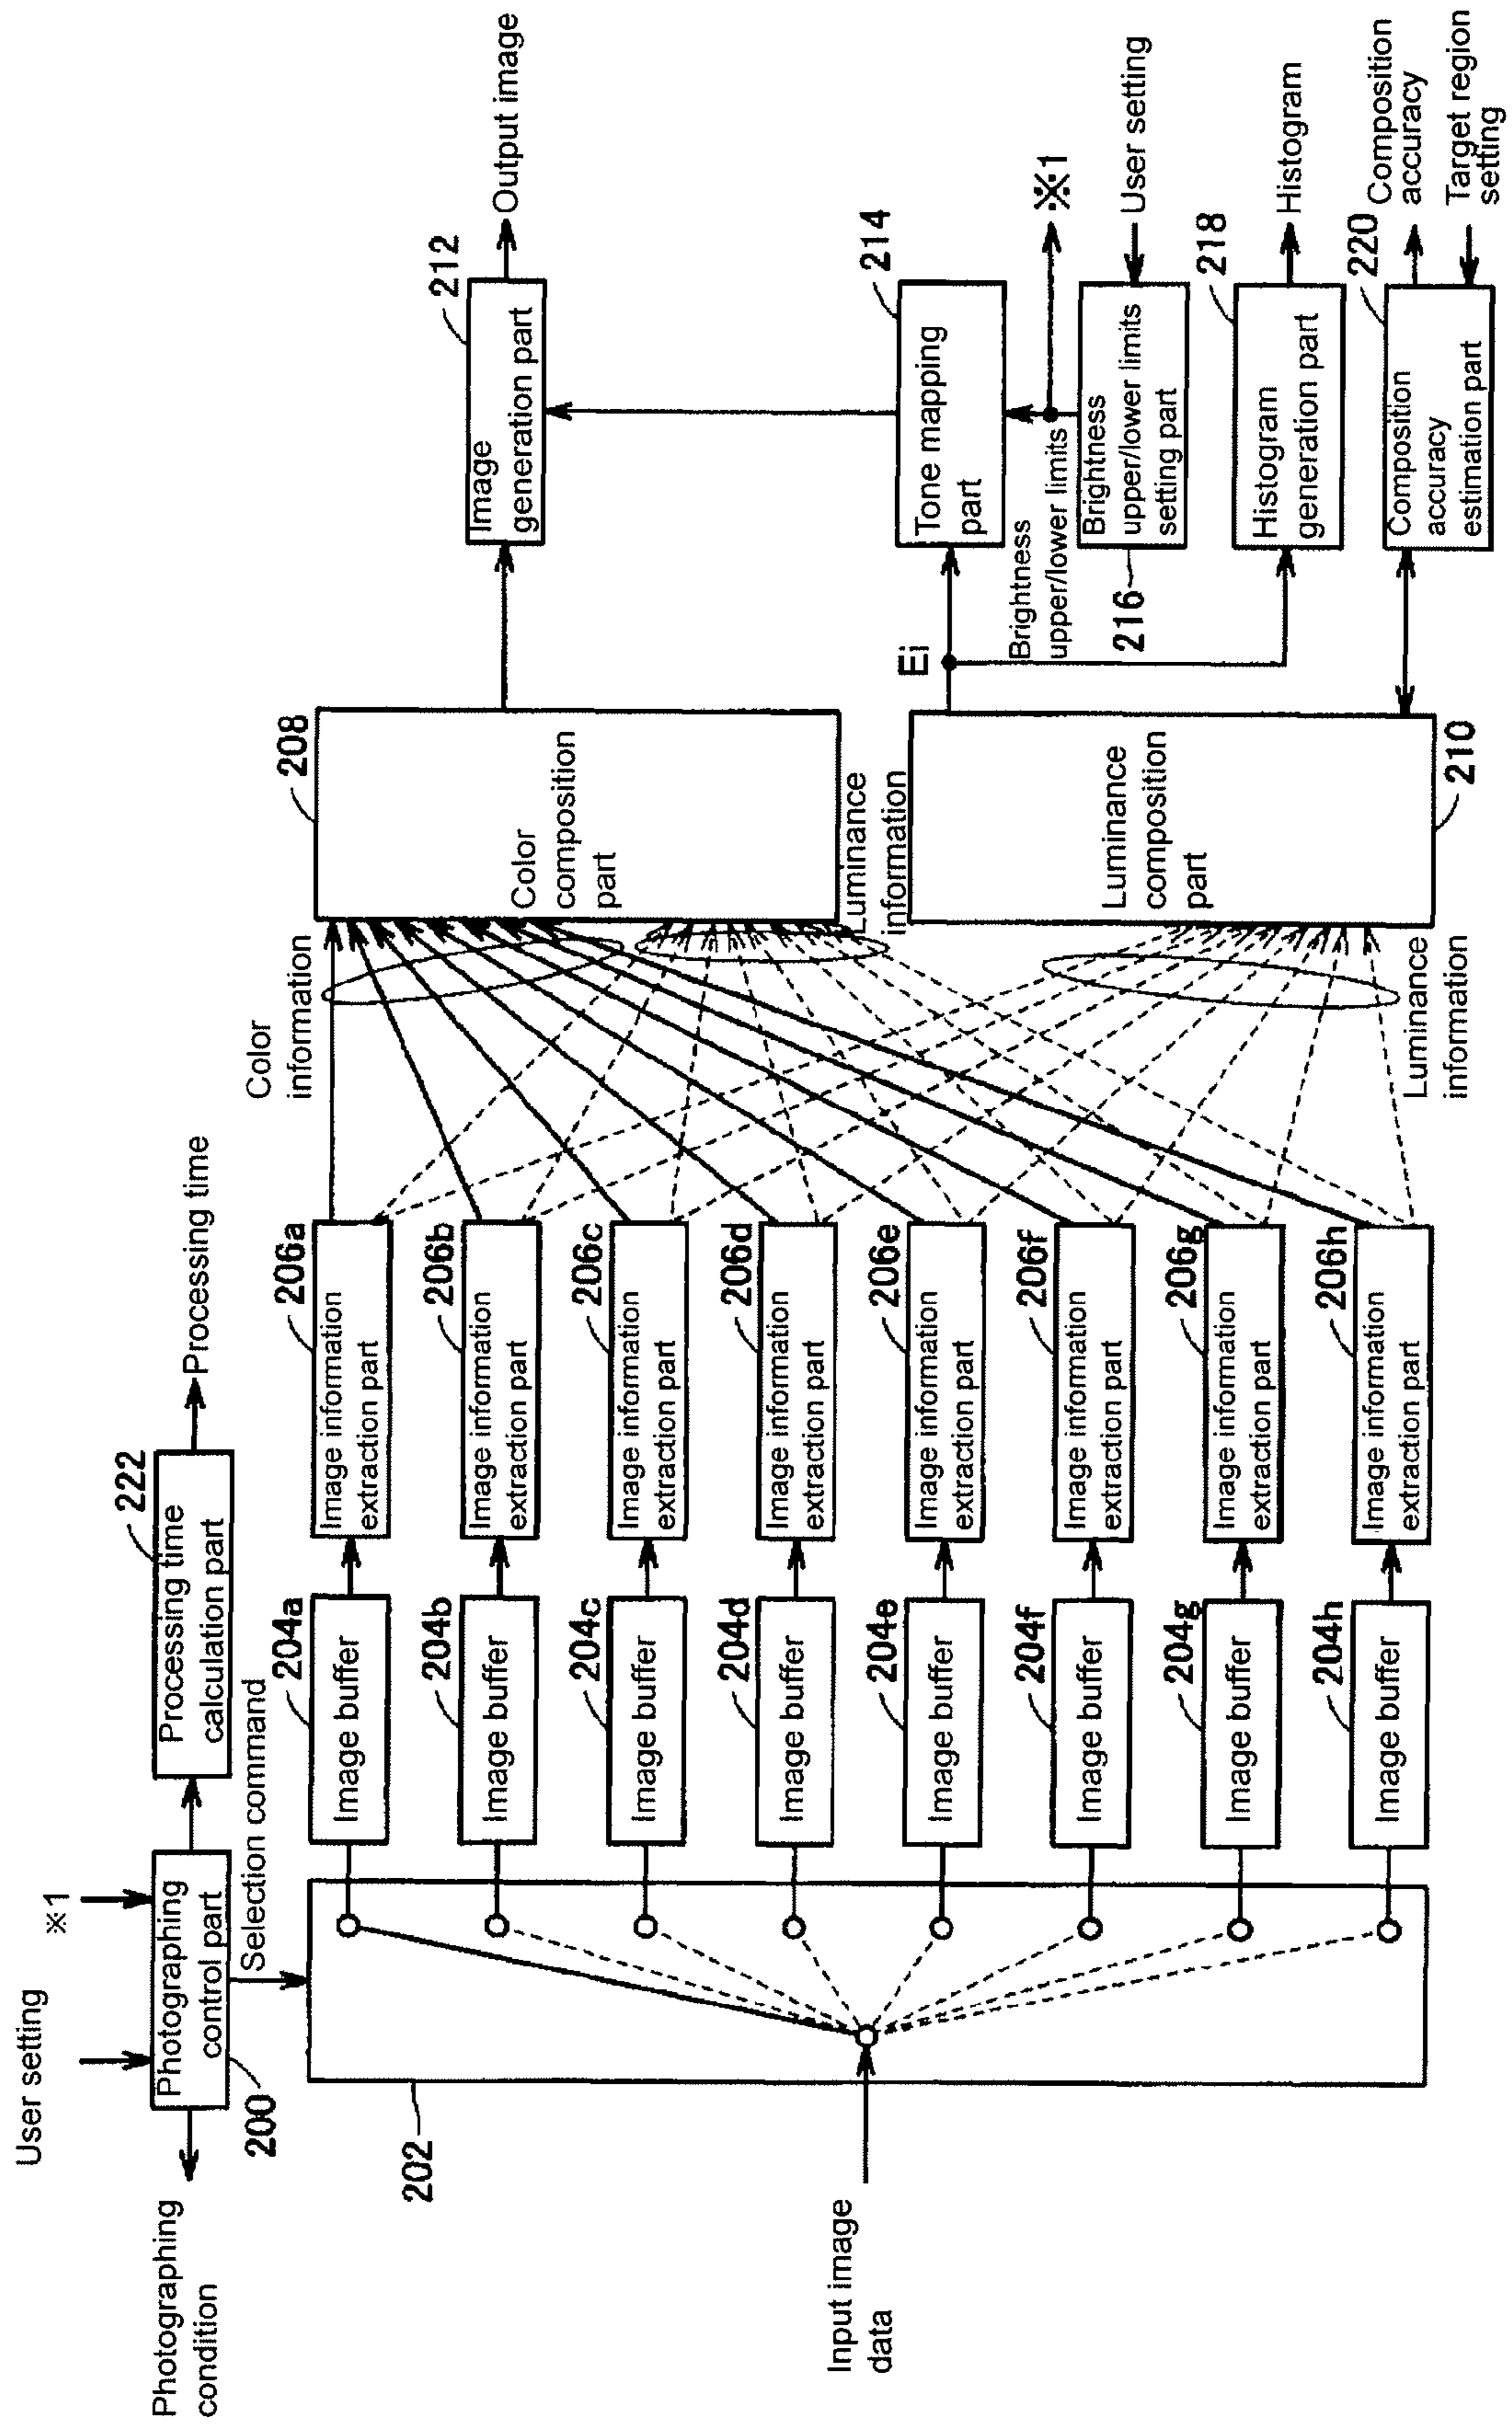 User setting
※1
Photographing
condition
Photographing
control part
200
Processing time
calculation part
222
Processing time
Selection command
202
Input image
data
204a
Image buffer
204b
Image buffer
204c
Image buffer
204d
Image buffer
204e
Image buffer
204f
Image buffer
204g
Image buffer
204h
Image buffer
206a
Image information
extraction part
206b
Image information
extraction part
206c
Image information
extraction part
206d
Image information
extraction part
206e
Image information
extraction part
206f
Image information
extraction part
206g
Image information
extraction part
206h
Image information
extraction part
Color
information
Luminance
information
Luminance
information
208
Color
composition
part
Luminance
composition
part
210
212
Image
generation part
Output image
Ei
214
Tone mapping
part
Brightness
upper/lower limits
※1
216
Brightness
upper/lower limits
setting part
User setting
218
Histogram
generation part
Histogram
220
Composition
accuracy
estimation part
Composition
accuracy
Target region
setting